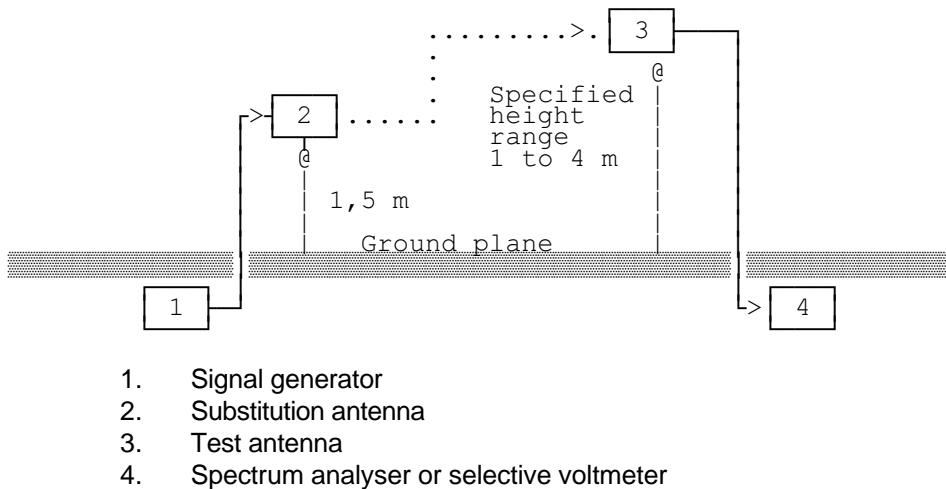 3
@
Specified
height
range
1 to 4 m
2
@
1,5 m
Ground plane
1
4
1. Signal generator
2. Substitution antenna
3. Test antenna
4. Spectrum analyser or selective voltmeter